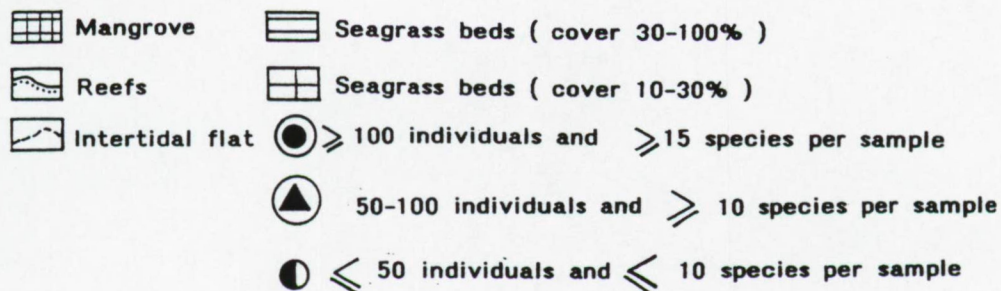 Mangrove Seagrass beds ( cover 30-100% )
Reefs Seagrass beds ( cover 10-30% )
Intertidal flat ⩾ 100 individuals and ⩾ 15 species per sample
50-100 individuals and ⩾ 10 species per sample
⩽ 50 individuals and ⩽ 10 species per sample